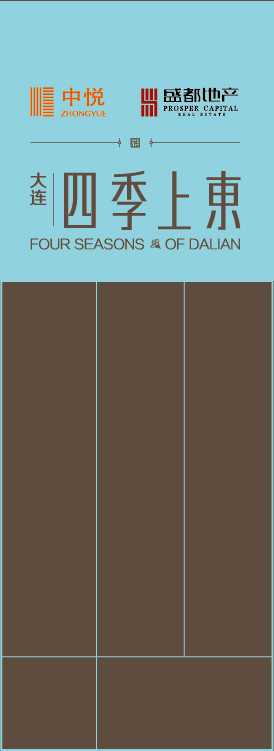 中悦
ZHONGYUE
盛都地产
PROSPER CAPITAL
REAL ESTATE
大连
四季上東
FOUR SEASONS OF DALIAN